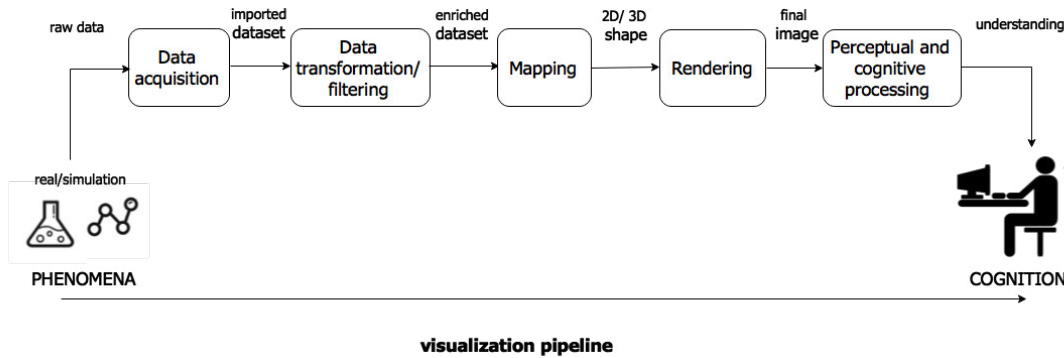 raw data
Data
acquisition
imported
dataset
Data
transformation/
filtering
enriched
dataset
Mapping
2D/ 3D
shape
Rendering
final
image
Perceptual and
cognitive
processing
understanding
real/simulation
PHENOMENA
COGNITION
visualization pipeline